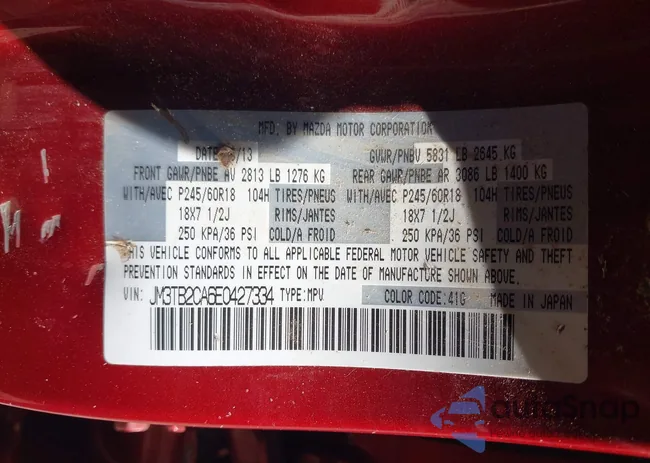 MFD. BY MAZDA MOTOR CORPORATION
DATE /13 GVWR/PNBV 5831 LB 2645 KG
FRONT GAWR/PNBE AV 2813 LB 1276 KG REAR GAWR/PNBE AR 3086 LB 1400 KG
WITH/AVEC P245/60R18 104H TIRES/PNEUS WITH/AVEC P245/60R18 104H TIRES/PNEUS
18X7 1/2J RIMS/JANTES 18X7 1/2J RIMS/JANTES
250 KPA/36 PSI COLD/A FROID 250 KPA/36 PSI COLD/A FROID
THIS VEHICLE CONFORMS TO ALL APPLICABLE FEDERAL MOTOR VEHICLE SAFETY AND THEFT
PREVENTION STANDARDS IN EFFECT ON THE DATE OF MANUFACTURE SHOWN ABOVE.
VIN: JM3TB2CA6E0427334 TYPE:MPV COLOR CODE:41G MADE IN JAPAN
autoSnap